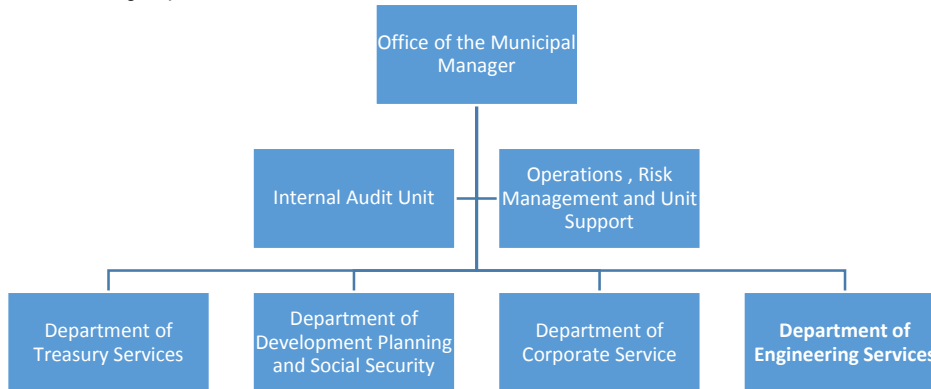 Office of the Municipal
Manager
Internal Audit Unit
Operations , Risk
Management and Unit
Support
Department of
Treasury Services
Department of
Development Planning
and Social Security
Department of
Corporate Service
Department of
Engineering Services